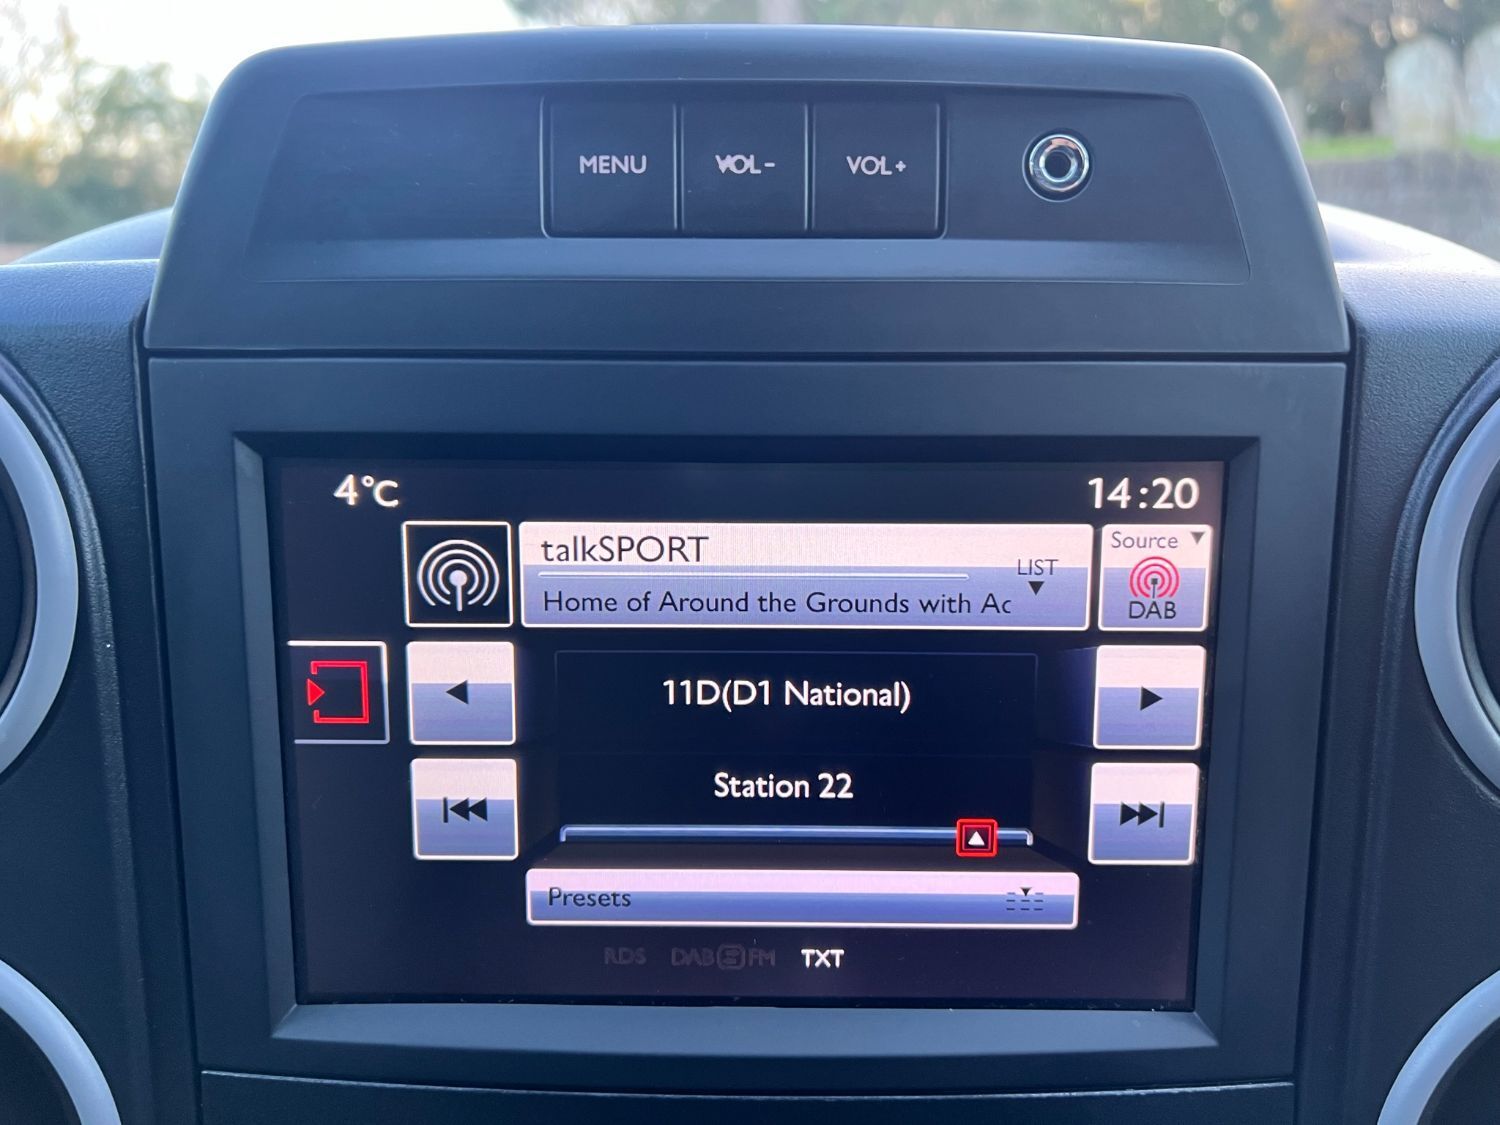 MENU
VOL-
VOL+
4°C
14:20
talkSPORT
LIST
Home of Around the Grounds with Ac
Source
DAB
11D(D1 National)
Station 22
Presets
RDS
DAB
FM
TXT